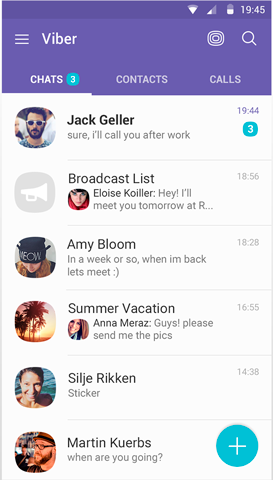 19:45
Viber
CHATS 3 CONTACTS CALLS
Jack Geller 19:44
sure, i'll call you after work 3
Broadcast List 18:56
Eloise Koiller: Hey! I'll
meet you tomorrow at R...
Amy Bloom 18:28
MEOW
In a week or so, when im back
lets meet :)
Summer Vacation 16:55
Anna Meraz: Guys! please
send me the pics
Silje Rikken 14:38
Sticker
Martin Kuerbs
when are you going?